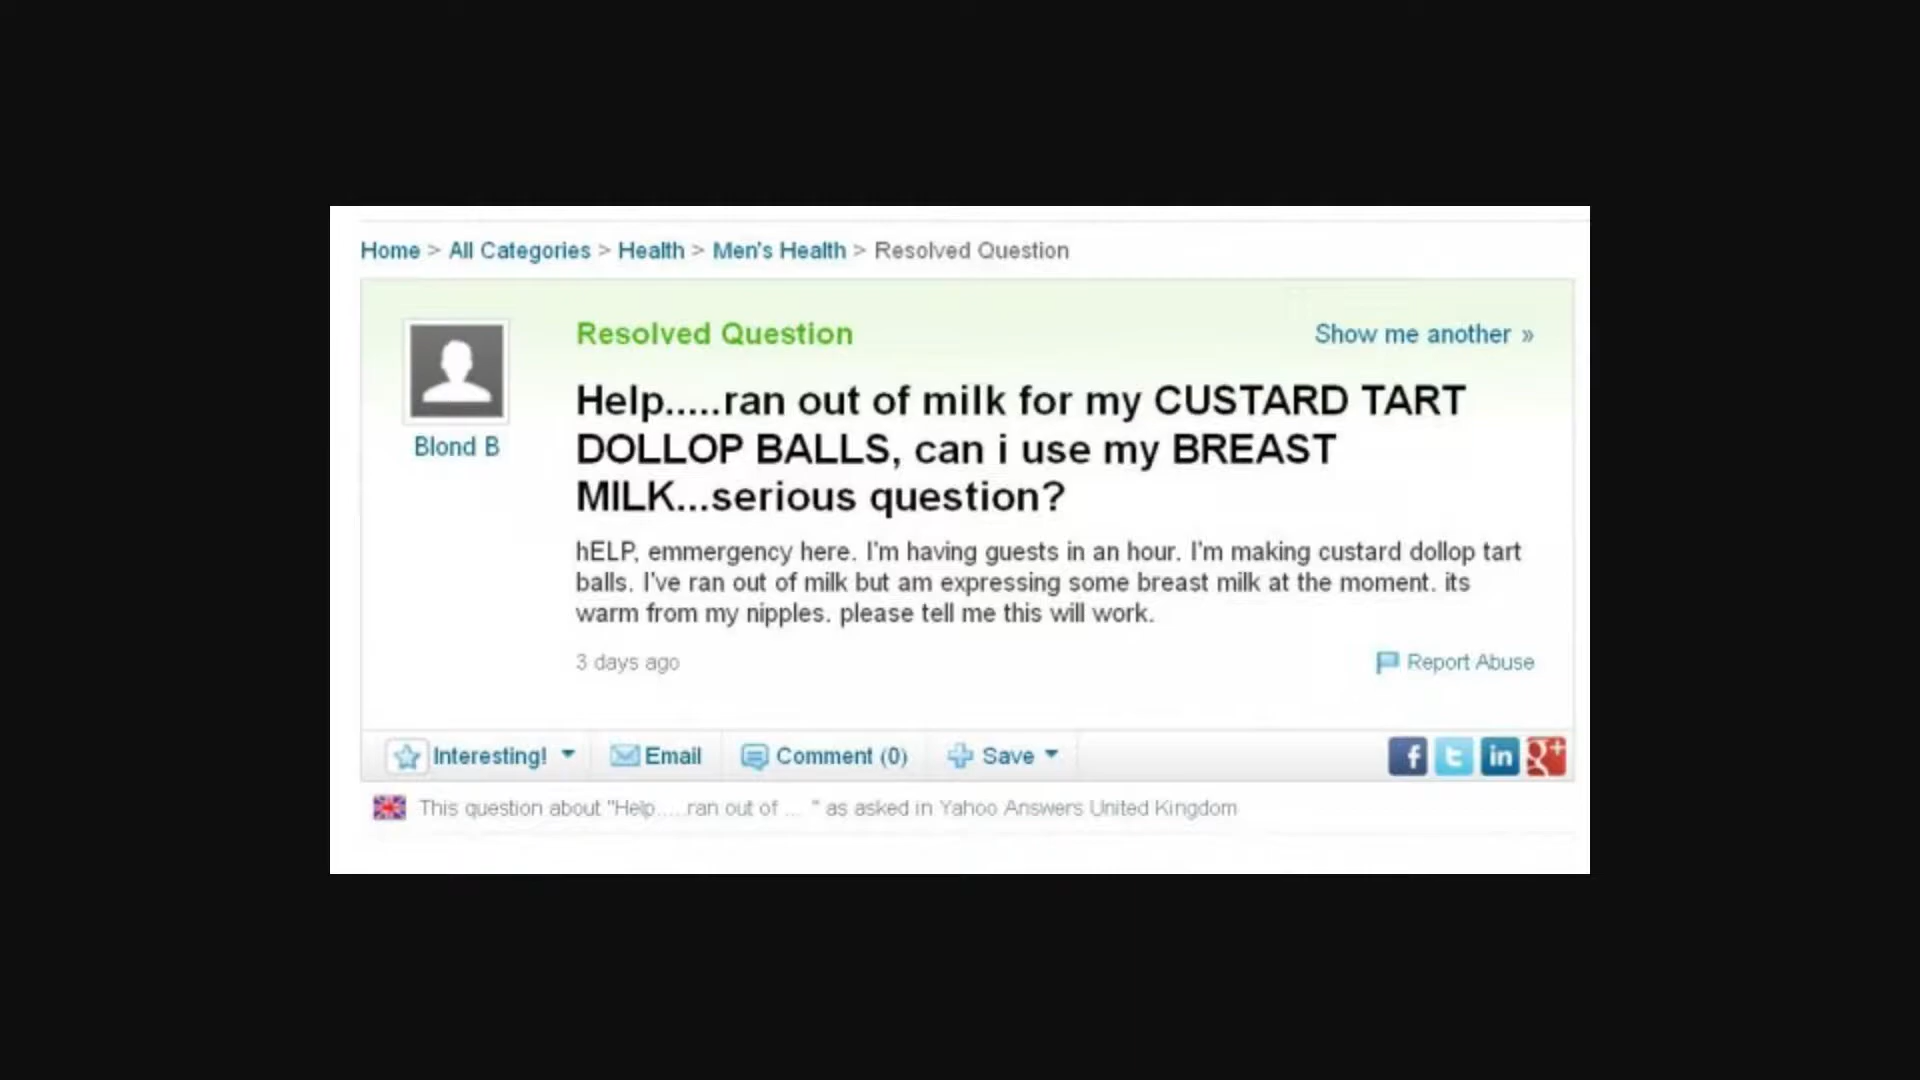 Home > All Categories > Health > Men's Health > Resolved Question
Resolved Question
Show me another »
Help.....ran out of milk for my CUSTARD TART
DOLLOP BALLS, can i use my BREAST
MILK...serious question?
Blond B
hELP, emmergency here. I'm having guests in an hour. I'm making custard dollop tart
balls. I've ran out of milk but am expressing some breast milk at the moment. its
warm from my nipples. please tell me this will work.
3 days ago
Report Abuse
Interesting! Email Comment (0) Save f t in g+
This question about "Help.....ran out of ... " as asked in Yahoo Answers United Kingdom